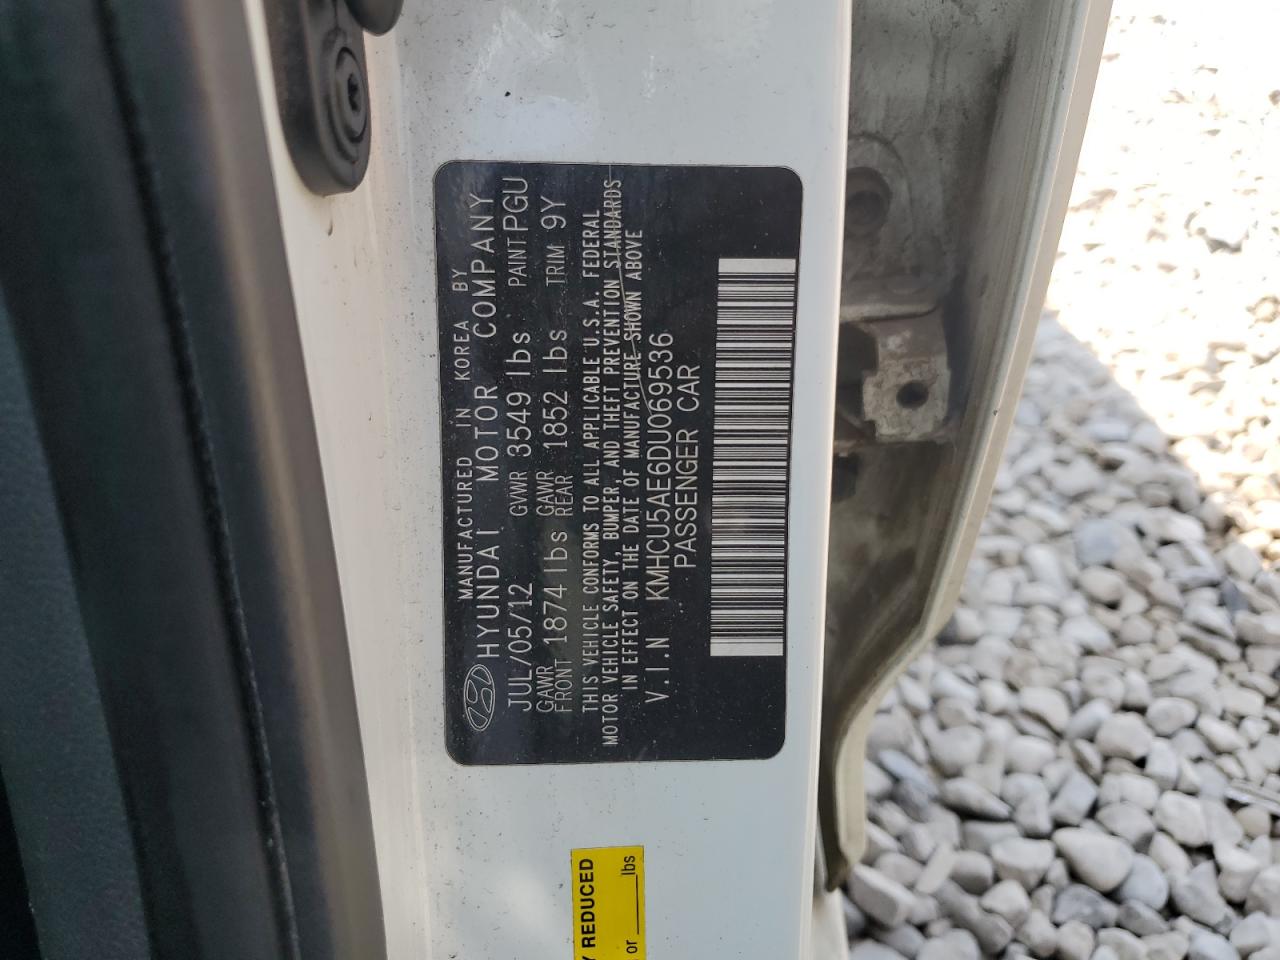 MANUFACTURED IN KOREA BY
HYUNDAI MOTOR COMPANY
JUL/05/12 GVWR 3549 lbs PAINT PGU
GAWR FRONT 1874 lbs GAWR REAR 1852 lbs TRIM 9Y
THIS VEHICLE CONFORMS TO ALL APPLICABLE U.S.A. FEDERAL
MOTOR VEHICLE SAFETY, BUMPER, AND THEFT PREVENTION STANDARDS
IN EFFECT ON THE DATE OF MANUFACTURE SHOWN ABOVE
V.I.N KMHCU5AE6DU069536
PASSENGER CAR
REDUCED
or lbs